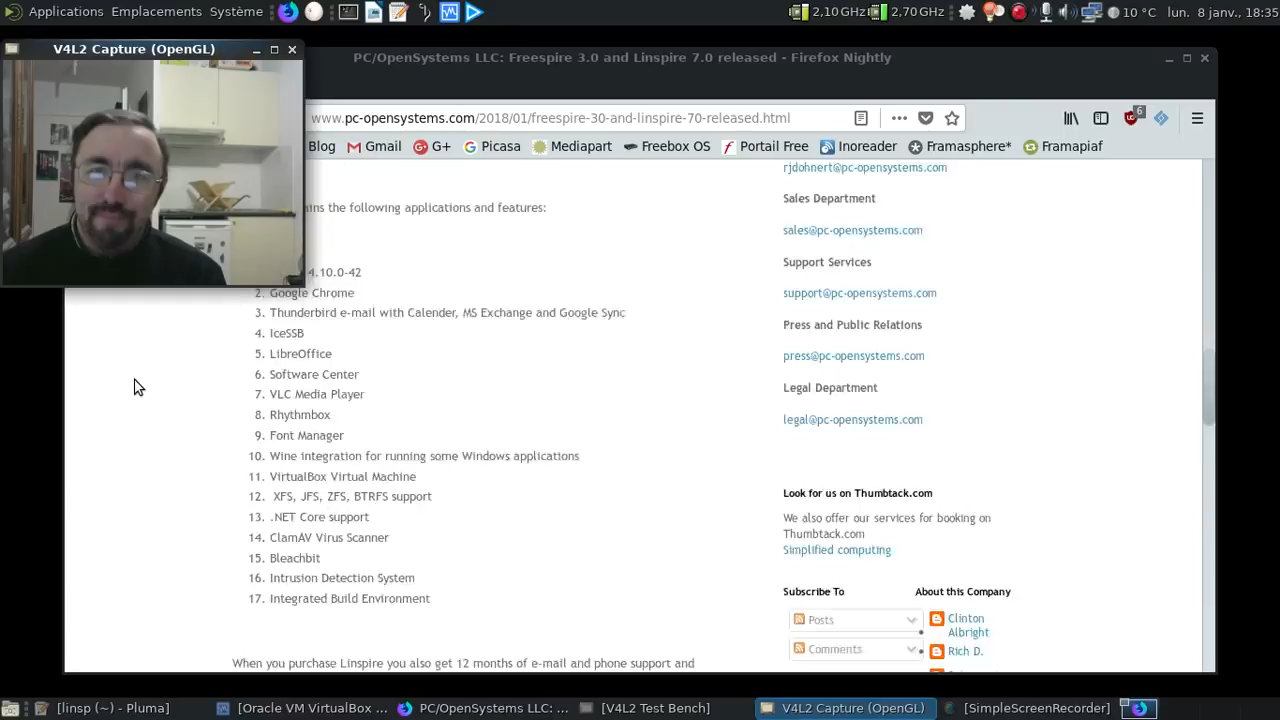 Applications Emplacements Système
2,10 GHz 2,70 GHz 10 °C lun. 8 janv., 18:35
V4L2 Capture (OpenGL)
PC/OpenSystems LLC: Freespire 3.0 and Linspire 7.0 released - Firefox Nightly
www.pc-opensystems.com/2018/01/freespire-30-and-linspire-70-released.html
6
Blog Gmail G+ Picasa Mediapart Freebox OS Portail Free Inoreader Framasphere* Framapiaf
ins the following applications and features:
4.10.0-42
2. Google Chrome
3. Thunderbird e-mail with Calender, MS Exchange and Google Sync
4. IceSSB
5. LibreOffice
6. Software Center
7. VLC Media Player
8. Rhythmbox
9. Font Manager
10. Wine integration for running some Windows applications
11. VirtualBox Virtual Machine
12. XFS, JFS, ZFS, BTRFS support
13. .NET Core support
14. ClamAV Virus Scanner
15. Bleachbit
16. Intrusion Detection System
17. Integrated Build Environment
When you purchase Linspire you also get 12 months of e-mail and phone support and
rjdohnert@pc-opensystems.com
Sales Department
sales@pc-opensystems.com
Support Services
support@pc-opensystems.com
Press and Public Relations
press@pc-opensystems.com
Legal Department
legal@pc-opensystems.com
Look for us on Thumbtack.com
We also offer our services for booking on
Thumbtack.com
Simplified computing
Subscribe To
Posts
Comments
About this Company
Clinton
Albright
Rich D.
[linsp (~) - Pluma] [Oracle VM VirtualBox ... PC/OpenSystems LLC: ... [V4L2 Test Bench] V4L2 Capture (OpenGL) [SimpleScreenRecorder]